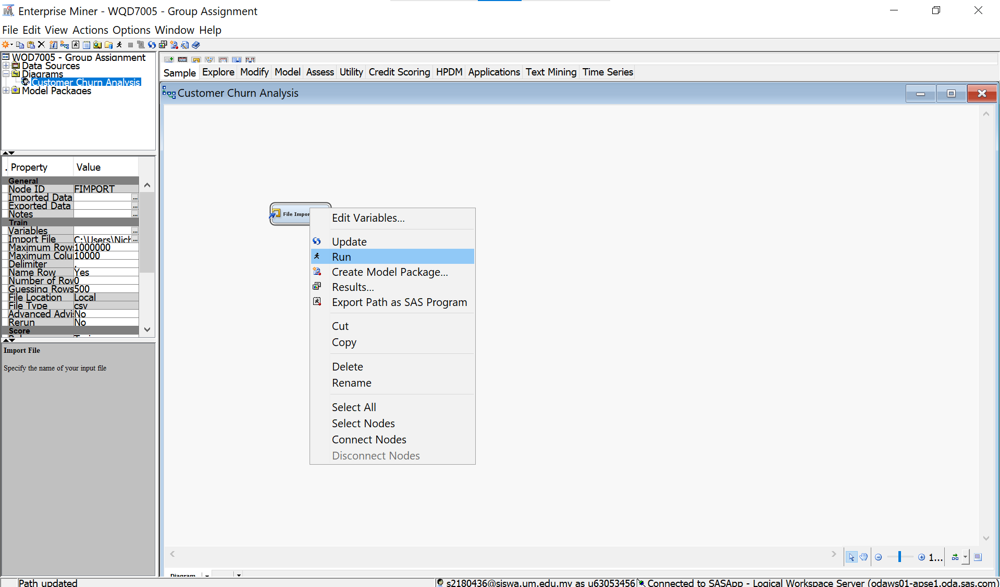 Enterprise Miner - WQD7005 - Group Assignment
File Edit View Actions Options Window Help
WQD7005 - Group Assignment
Data Sources
Diagrams
Customer Churn Analysis
Model Packages
Sample Explore Modify Model Assess Utility Credit Scoring HPDM Applications Text Mining Time Series
Customer Churn Analysis
. Property Value
General
Node ID FIMPORT
Imported Data ...
Exported Data ...
Notes ...
Train
Variables ...
Import File C:\Users\Nich ...
Maximum Row 1000000
Maximum Colu 10000
Delimiter ,
Name Row Yes
Number of Row 0
Guessing Rows 500
File Location Local
File Type csv
Advanced Advi No
Rerun No
Score
Import File
Specify the name of your input file
File Impor
Edit Variables...
Update
Run
Create Model Package...
Results...
Export Path as SAS Program
Cut
Copy
Delete
Rename
Select All
Select Nodes
Connect Nodes
Disconnect Nodes
1...
Diagram
Path updated
s2180436@siswa.um.edu.my as u63053456 Connected to SASApp - Logical Workspace Server (odaws01-apse1.oda.sas.com)